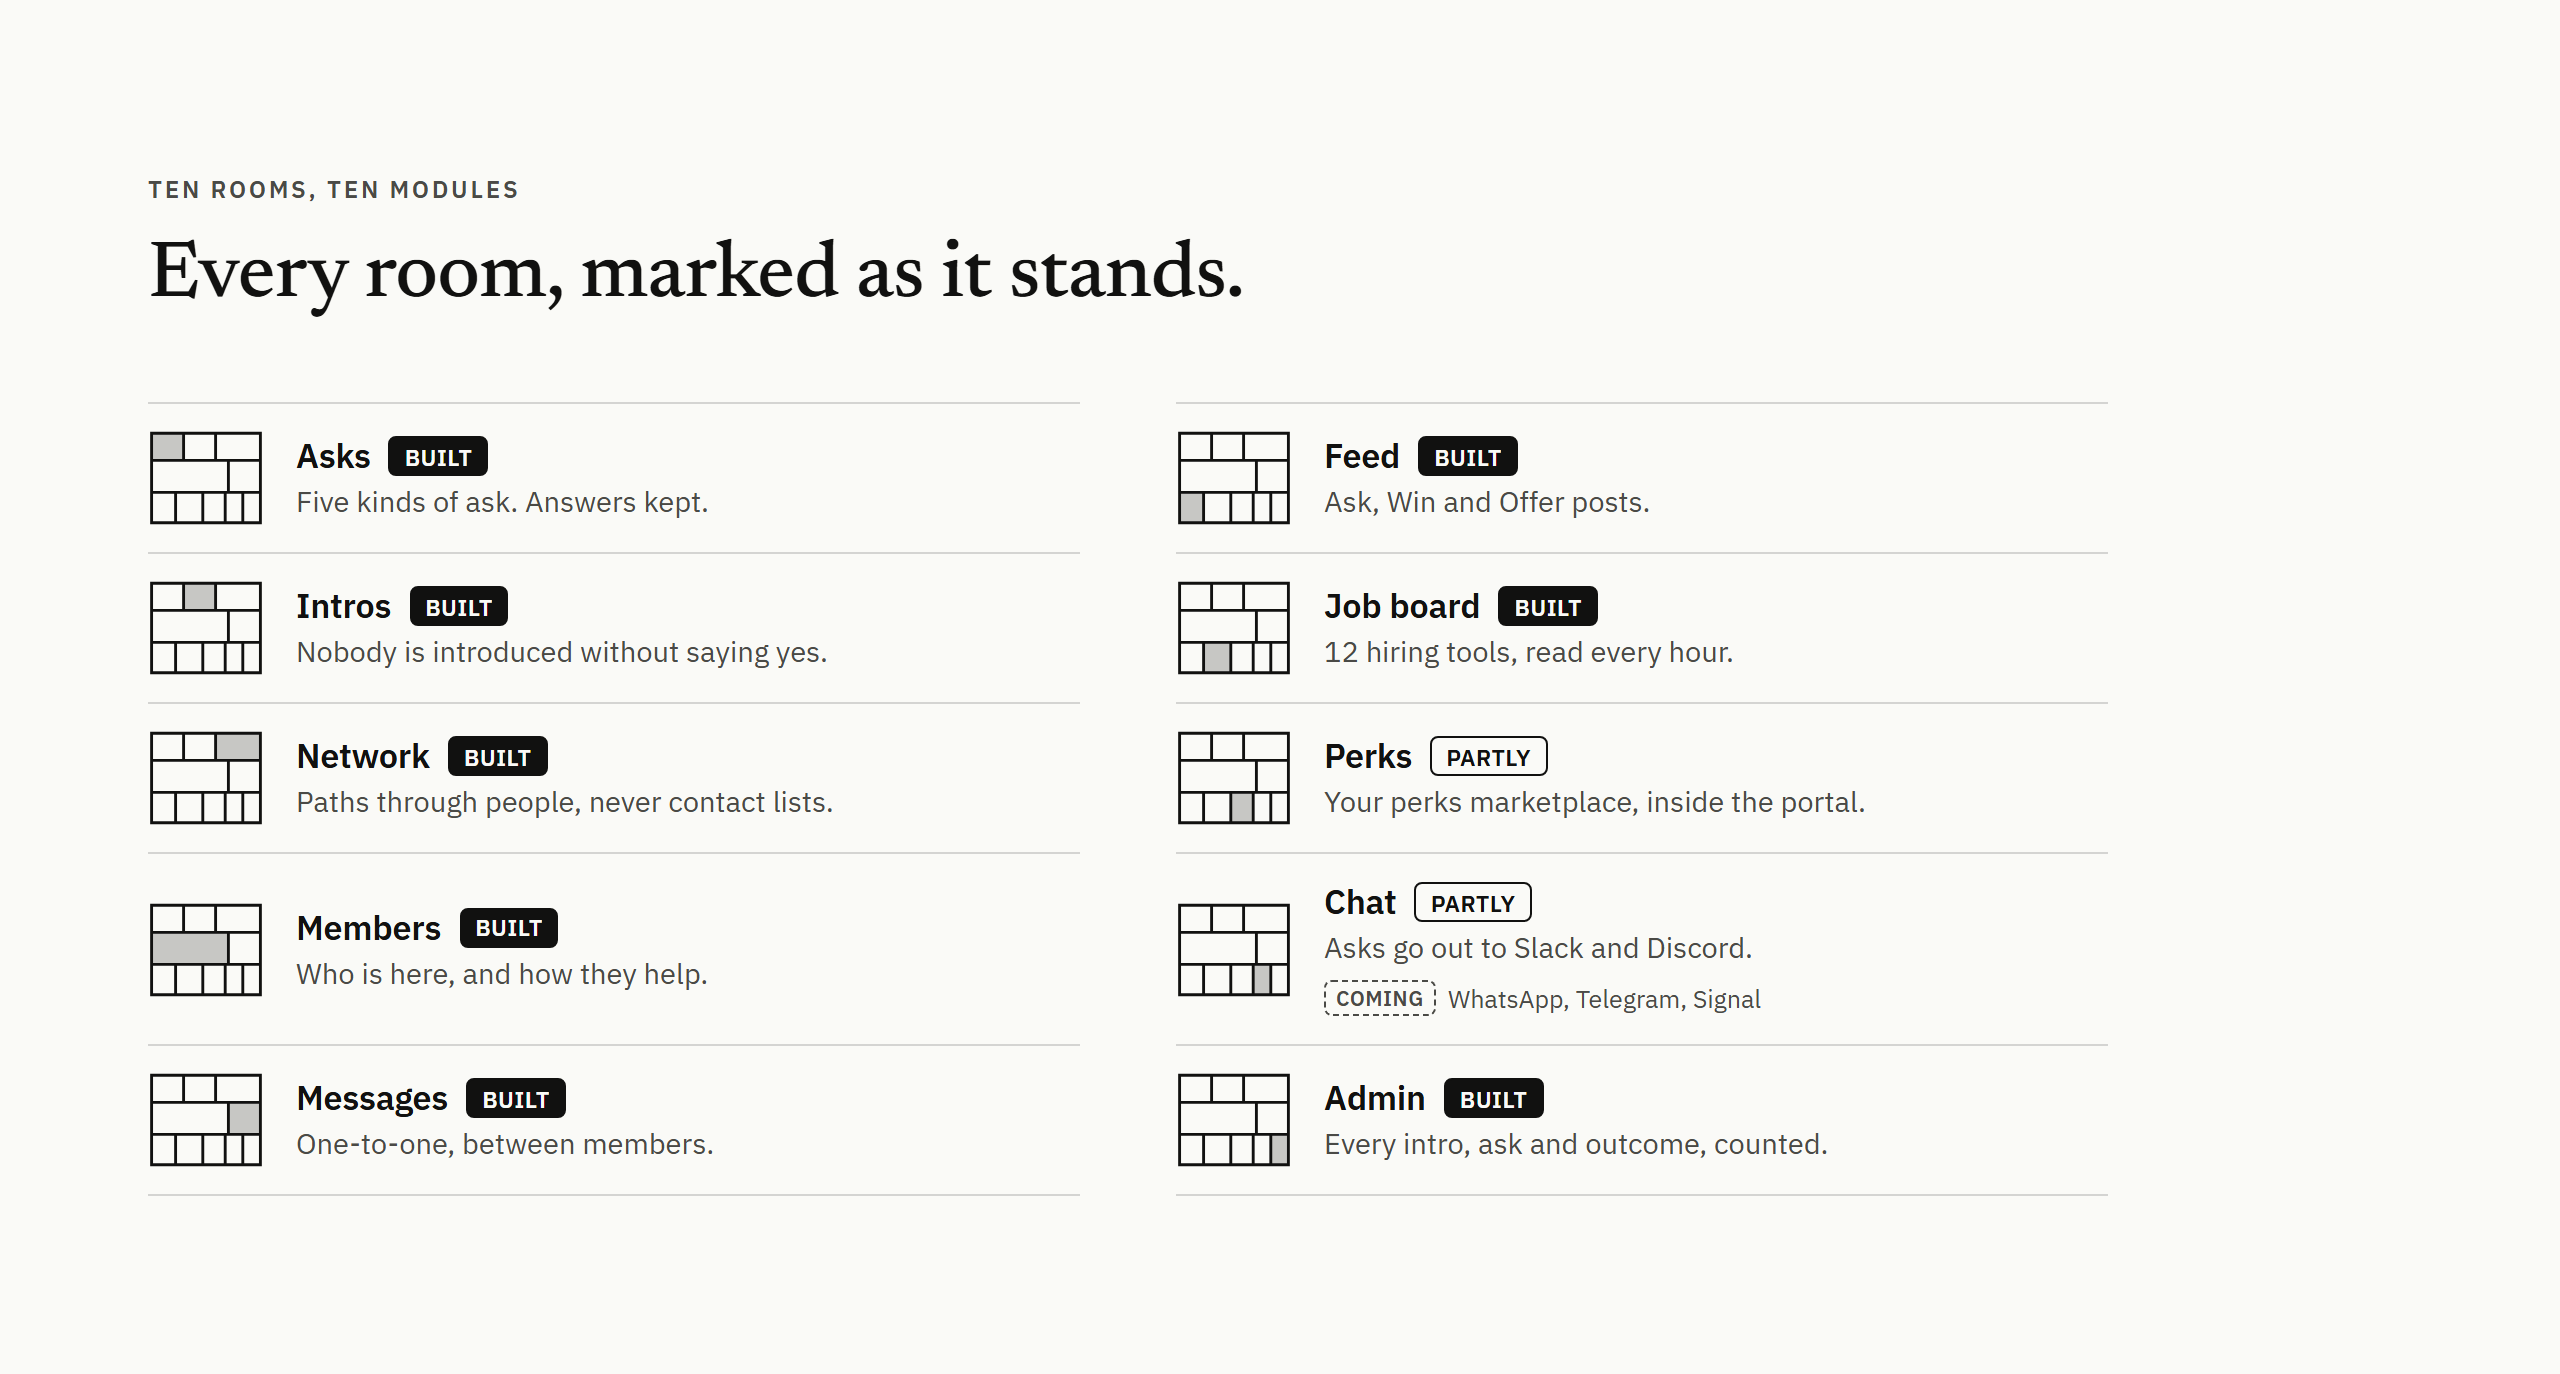 TEN ROOMS, TEN MODULES
Every room, marked as it stands.
Asks BUILT
Five kinds of ask. Answers kept.
Intros BUILT
Nobody is introduced without saying yes.
Network BUILT
Paths through people, never contact lists.
Members BUILT
Who is here, and how they help.
Messages BUILT
One-to-one, between members.
Feed BUILT
Ask, Win and Offer posts.
Job board BUILT
12 hiring tools, read every hour.
Perks PARTLY
Your perks marketplace, inside the portal.
Chat PARTLY
Asks go out to Slack and Discord.
COMING WhatsApp, Telegram, Signal
Admin BUILT
Every intro, ask and outcome, counted.